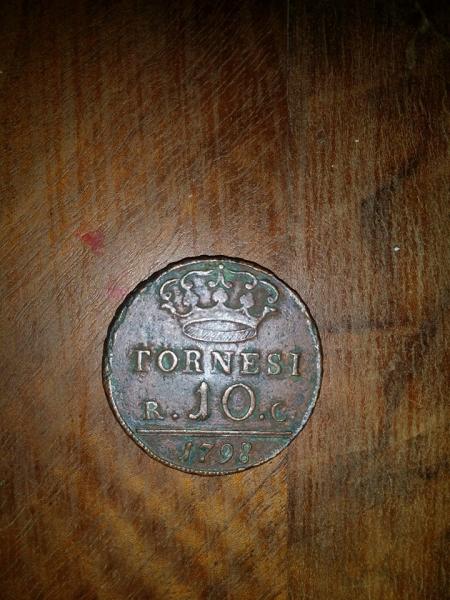 TORNESI
R. 10 .C
1798